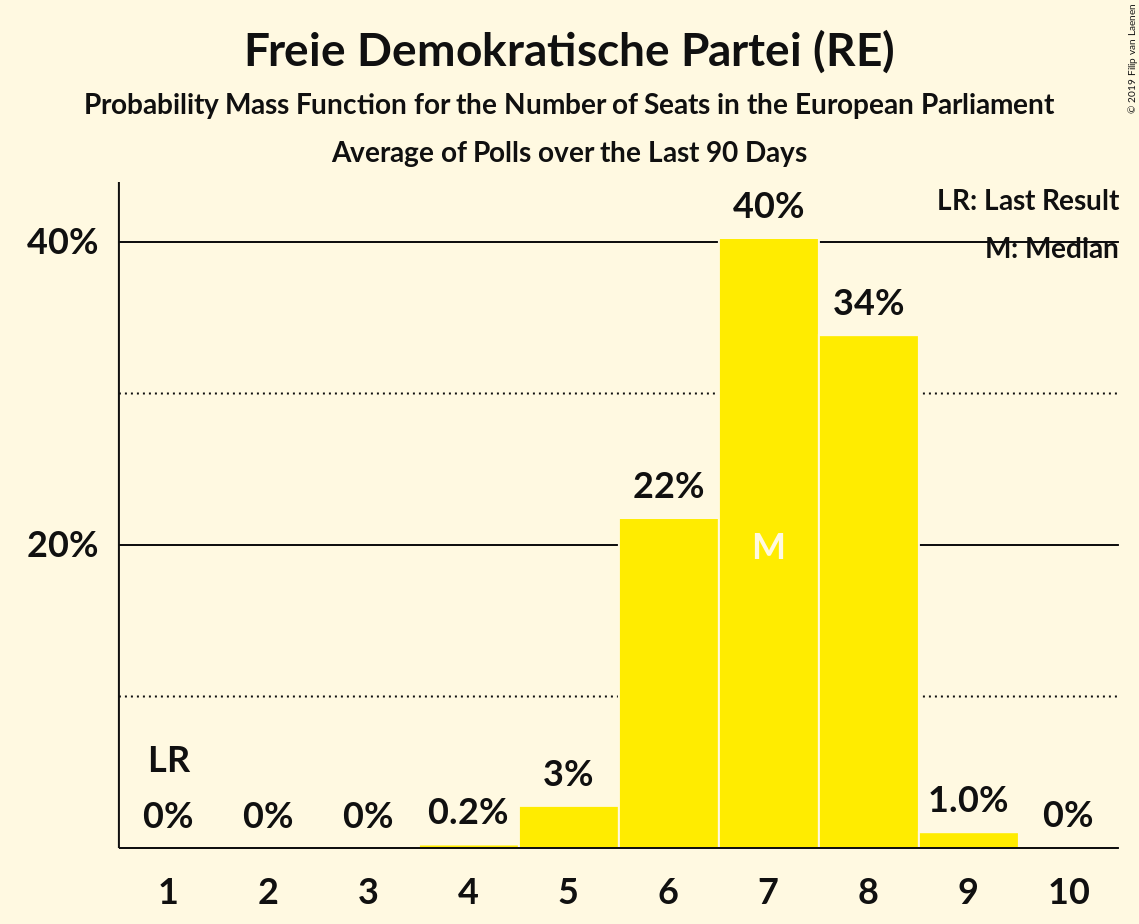 Freie Demokratische Partei (RE)
Probability Mass Function for the Number of Seats in the European Parliament
Average of Polls over the Last 90 Days
© 2019 Filip van Laenen
LR: Last Result
M: Median
40%
20%
40%
34%
22%
M
LR
0%
0%
0%
0.2%
3%
1.0%
0%
1
2
3
4
5
6
7
8
9
10